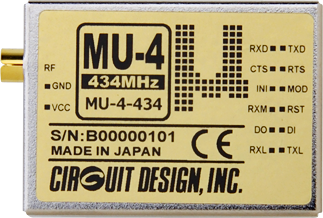 MU-4
434MHz
MU-4-434
RF
GND
VCC
RXD TXD
CTS RTS
INI MOD
RXM RST
DO DI
RXL TXL
S/N:B00000101
MADE IN JAPAN
CE
CIRCUIT DESIGN, INC.